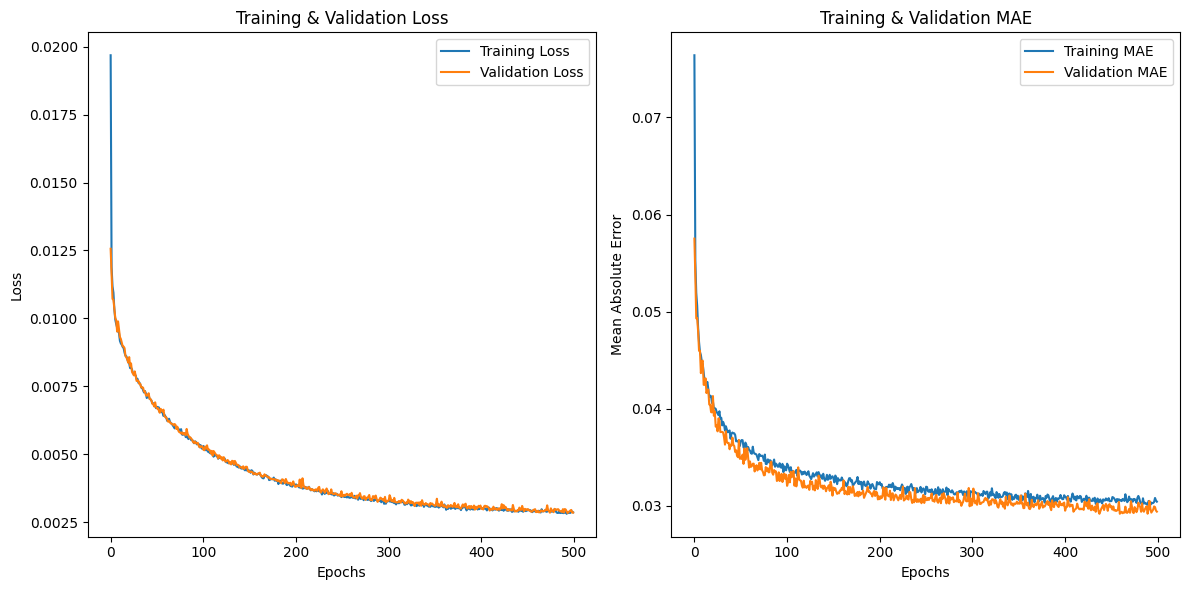 Training & Validation Loss
Training Loss
Validation Loss
0.0200
0.0175
0.0150
0.0125
0.0100
0.0075
0.0050
0.0025
Loss
0 100 200 300 400 500
Epochs
Training & Validation MAE
Training MAE
Validation MAE
0.07
0.06
0.05
0.04
0.03
Mean Absolute Error
0 100 200 300 400 500
Epochs